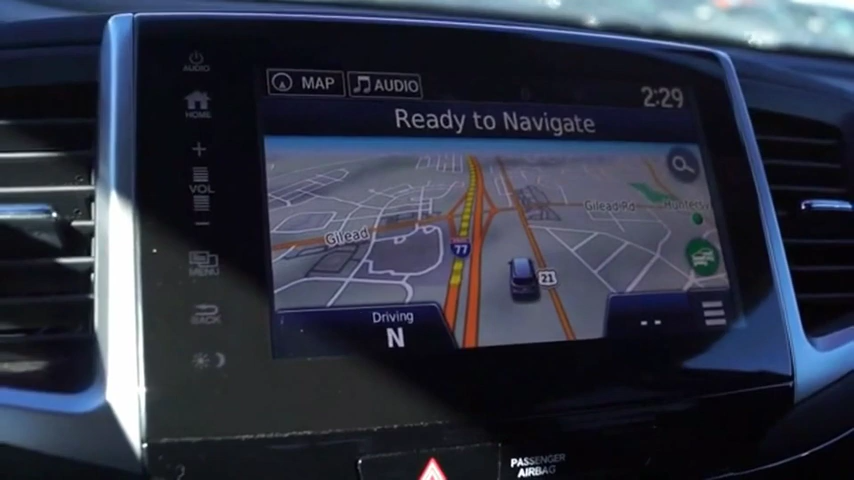 AUDIO
HOME
+
VOL
-
MENU
BACK
MAP
AUDIO
2:29
Ready to Navigate
Gilead Rd
Huntersv
Gilead
77
21
Driving
N
--
PASSENGER
AIRBAG